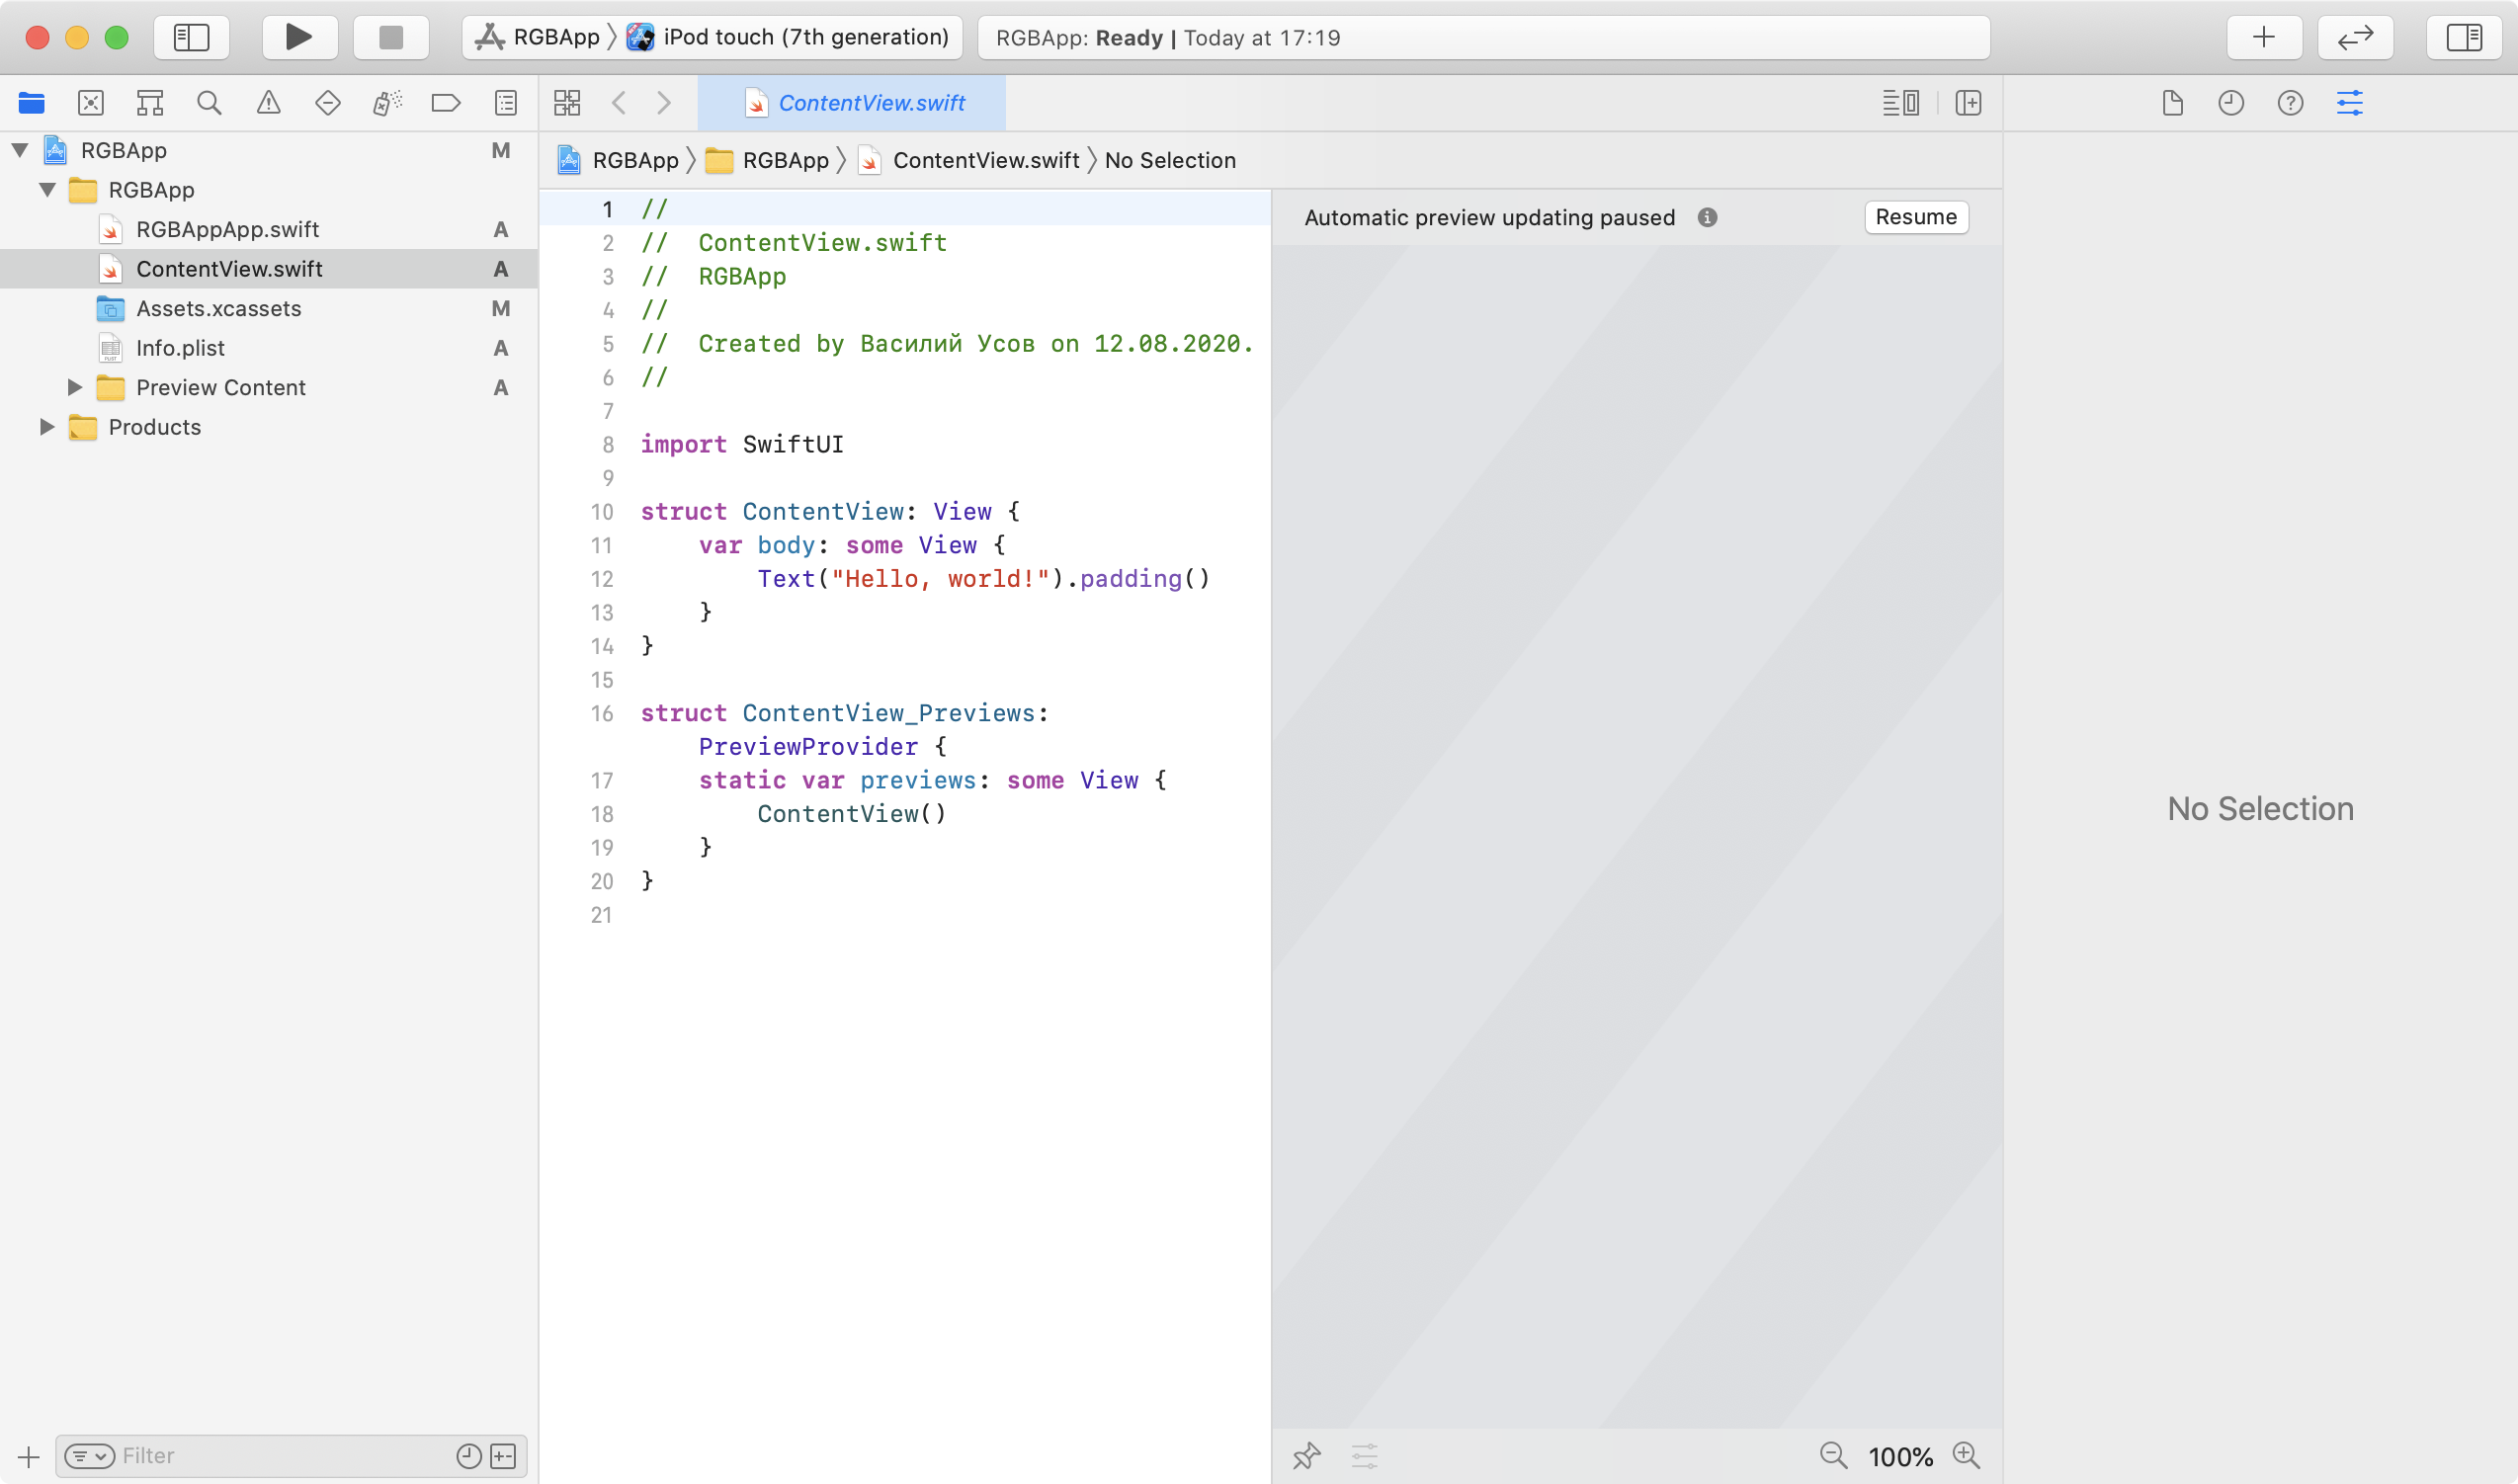 RGBApp iPod touch (7th generation)
RGBApp: Ready | Today at 17:19
ContentView.swift
RGBApp M
RGBApp
RGBAppApp.swift A
ContentView.swift A
Assets.xcassets M
Info.plist A
Preview Content A
Products
Filter
RGBApp RGBApp ContentView.swift No Selection
1 //
2 //  ContentView.swift
3 //  RGBApp
4 //
5 //  Created by Василий Усов on 12.08.2020.
6 //
7
8 import SwiftUI
9
10 struct ContentView: View {
11     var body: some View {
12         Text("Hello, world!").padding()
13     }
14 }
15
16 struct ContentView_Previews:
    PreviewProvider {
17     static var previews: some View {
18         ContentView()
19     }
20 }
21
Automatic preview updating paused
Resume
100%
No Selection